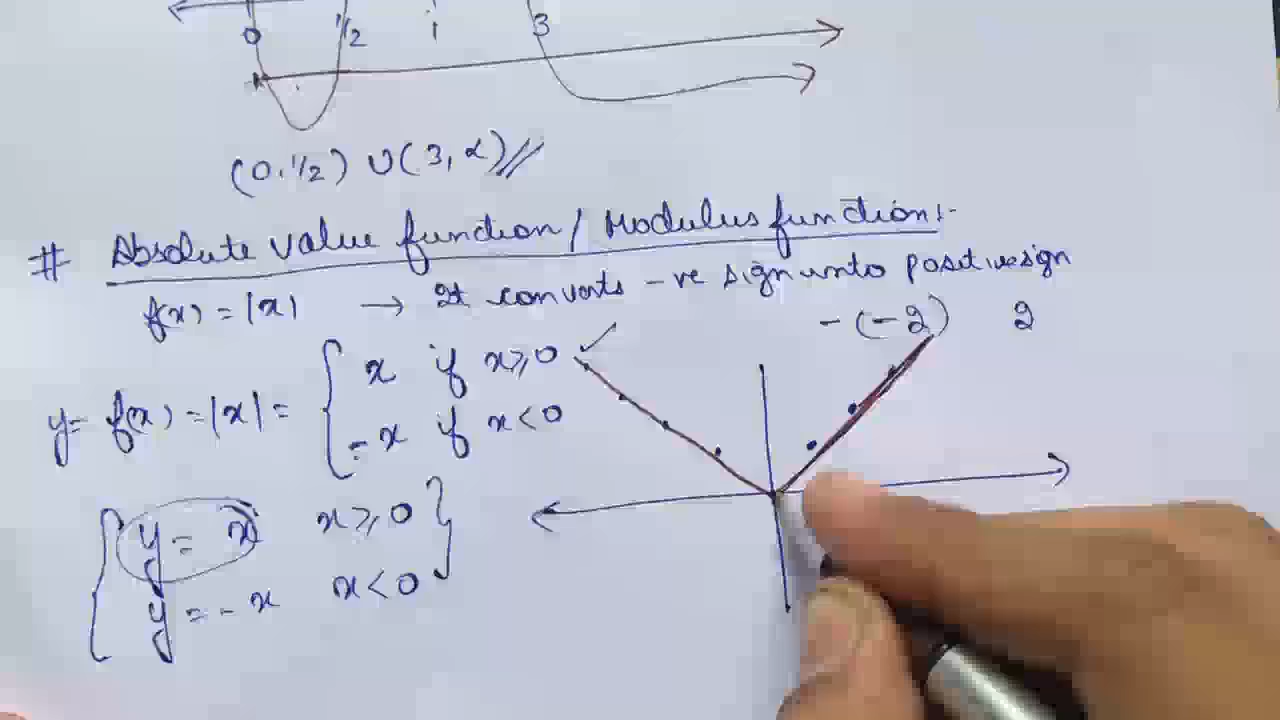 0 1/2 1 3
(0, 1/2) U (3, ∝)//
# Absolute value function / Modulus function :-
f(x) = |x| → It converts -ve sign unto positive sign
-(-2) 2
y = f(x) = |x| = { x if x ≥ 0 ✓
-x if x < 0
{ y = x x ≥ 0 }
y = -x x < 0